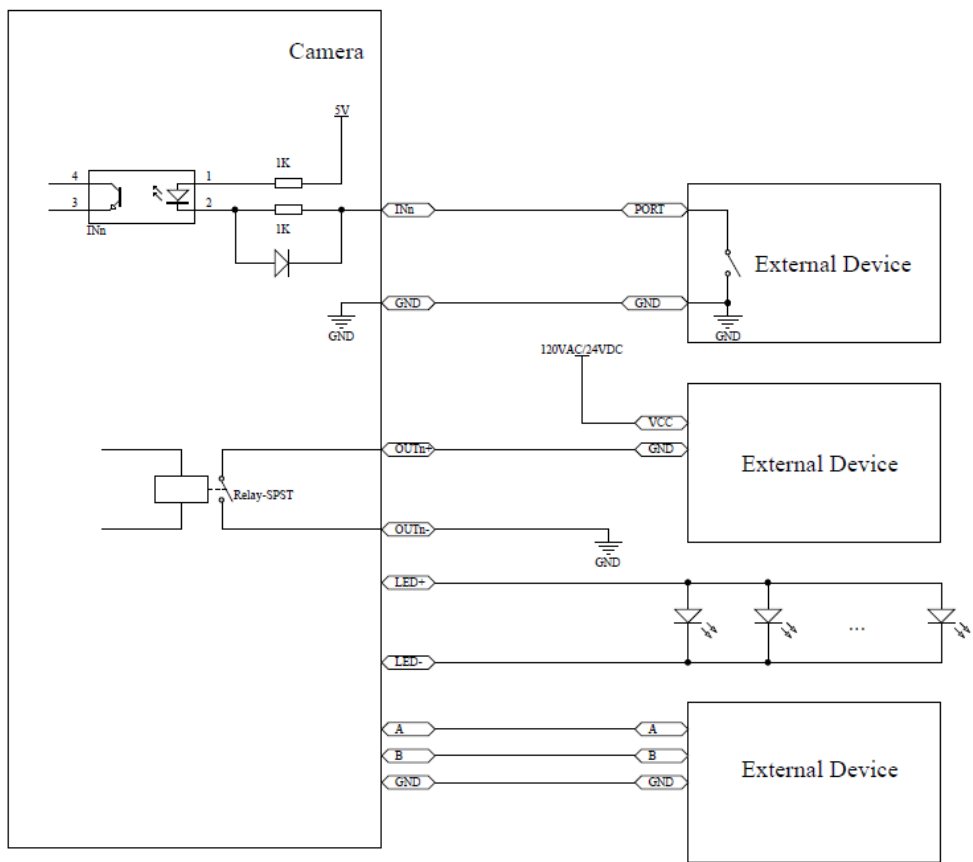 Camera
5V
1K
4
1
3
2
INn
1K
INn
PORT
External Device
GND
GND
GND
GND
120VAC/24VDC
VCC
OUTn+
GND
External Device
Relay-SPST
OUTn-
GND
LED+
...
LED-
A
A
B
B
External Device
GND
GND